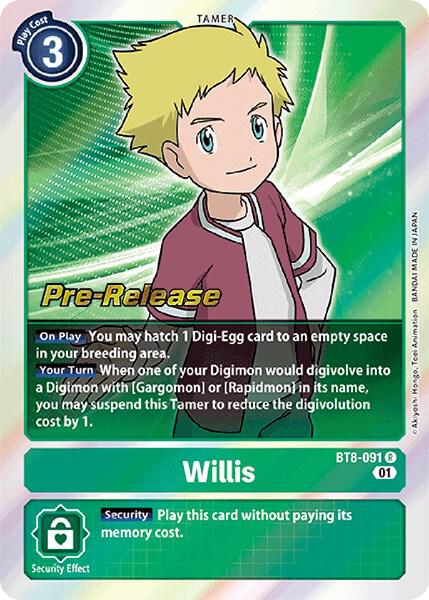 TAMER
Play Cost
3
Pre-Release
On Play You may hatch 1 Digi-Egg card to an empty space
in your breeding area.
Your Turn When one of your Digimon would digivolve into
a Digimon with [Gargomon] or [Rapidmon] in its name,
you may suspend this Tamer to reduce the digivolution
cost by 1.
©Akiyoshi Hongo, Toei Animation BANDAI MADE IN JAPAN
BT8-091 R
Willis
01
Security Play this card without paying its
memory cost.
Security Effect